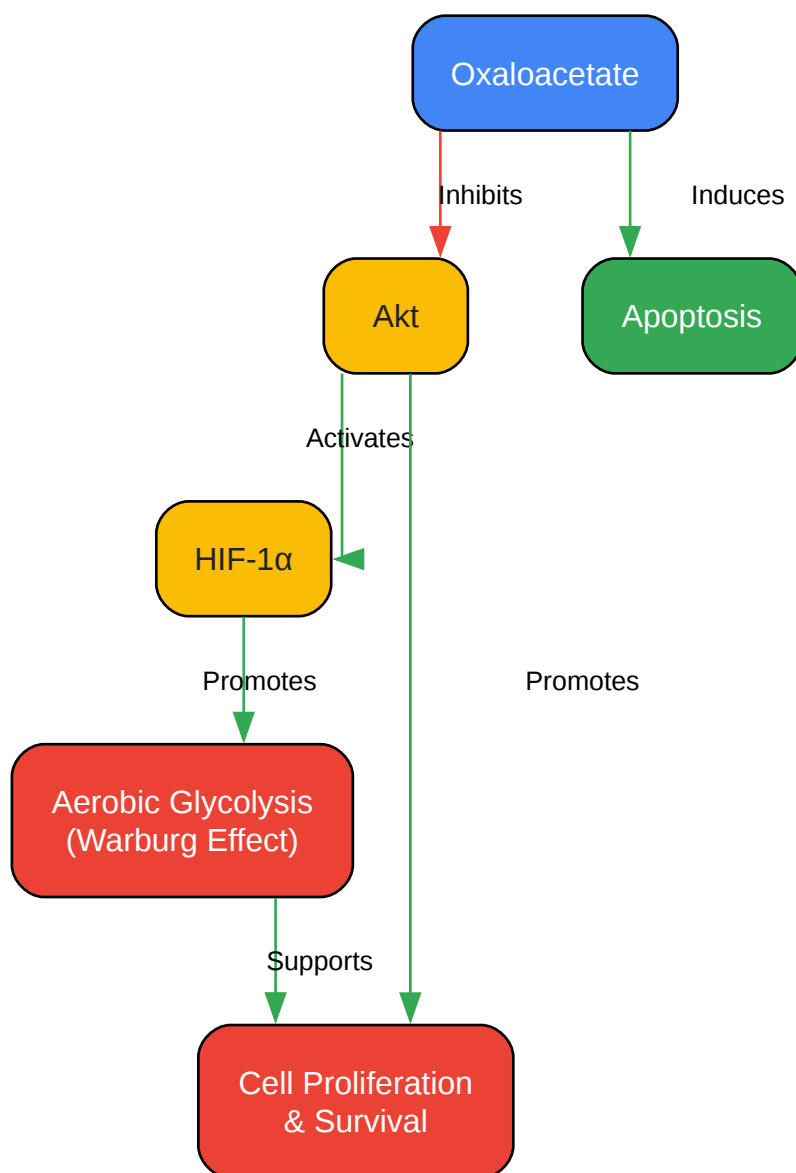 Oxaloacetate
Inhibits
Induces
Akt
Apoptosis
Activates
HIF-1α
Promotes
Promotes
Aerobic Glycolysis
(Warburg Effect)
Supports
Cell Proliferation
& Survival